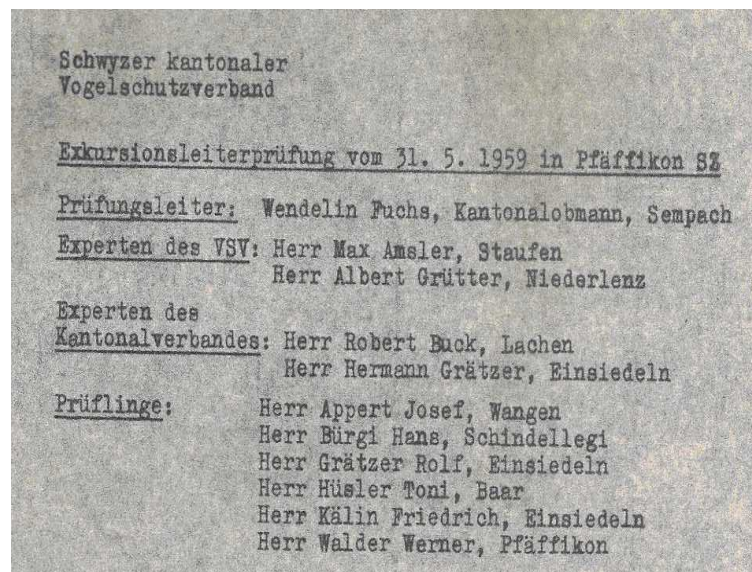 Schwyzer kantonaler
Vogelschutzverband
Exkursionsleiterprüfung vom 31. 5. 1959 in Pfäffikon SZ
Prüfungsleiter: Wendelin Fuchs, Kantonalobmann, Sempach
Experten des VSV: Herr Max Amsler, Staufen
Herr Albert Grütter, Niederlenz
Experten des
Kantonalverbandes: Herr Robert Buck, Lachen
Herr Hermann Grätzer, Einsiedeln
Prüflinge: Herr Appert Josef, Wangen
Herr Bürgi Hans, Schindellegi
Herr Grätzer Rolf, Einsiedeln
Herr Hüsler Toni, Baar
Herr Kälin Friedrich, Einsiedeln
Herr Walder Werner, Pfäffikon